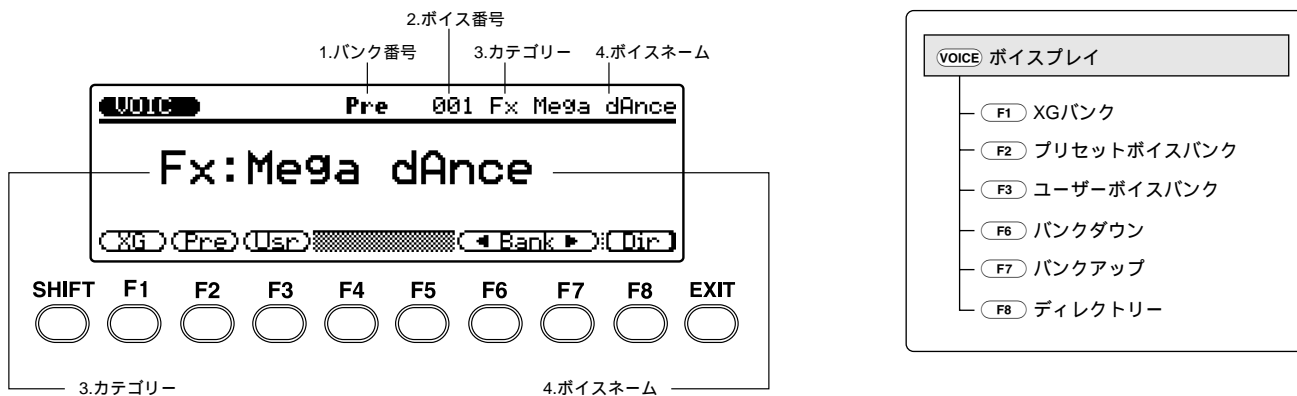 2.ボイス番号
1.バンク番号 3.カテゴリー 4.ボイスネーム
VOICE Pre 001 Fx Mega dAnce
Fx:Mega dAnce
XG Pre Usr ◀ Bank ▶ Dir
SHIFT F1 F2 F3 F4 F5 F6 F7 F8 EXIT
3.カテゴリー 4.ボイスネーム
VOICE ボイスプレイ
F1 XGバンク
F2 プリセットボイスバンク
F3 ユーザーボイスバンク
F6 バンクダウン
F7 バンクアップ
F8 ディレクトリー